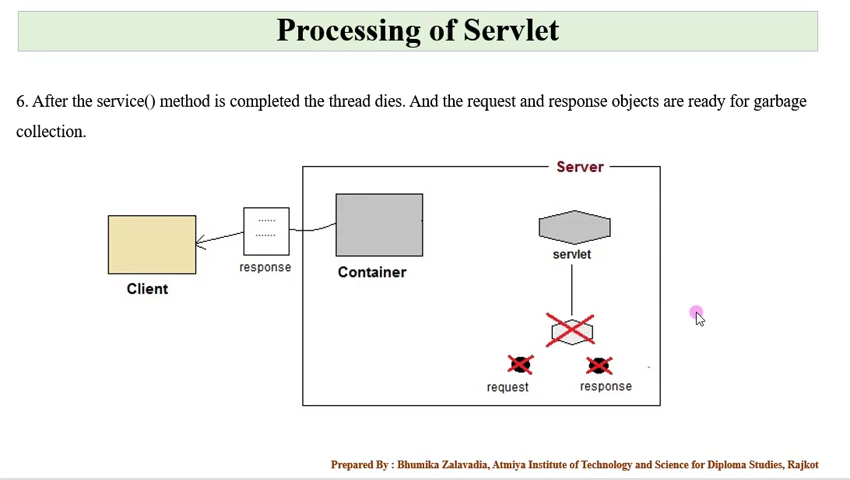 Processing of Servlet
6. After the service() method is completed the thread dies. And the request and response objects are ready for garbage
collection.
Server
servlet
response
Container
Client
request
response
Prepared By : Bhumika Zalavadia, Atmiya Institute of Technology and Science for Diploma Studies, Rajkot